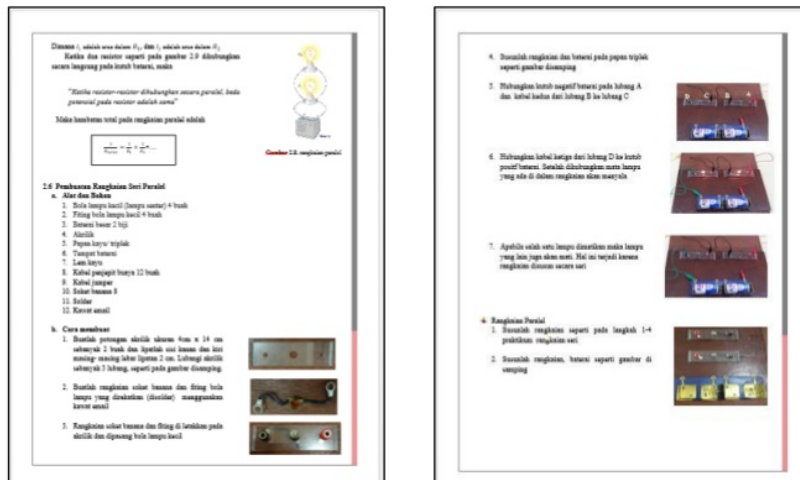 Dimana I₁ adalah arus dalam R₁, dan I₂ adalah arus dalam R₂
Ketika dua resistor seperti pada gambar 2.9 dihubungkan
secara langsung pada kutub baterai, maka
"Ketika resistor-resistor dihubungkan secara paralel, beda
potensial pada resistor adalah sama"
Maka hambatan total pada rangkaian paralel adalah
Gambar 2.9. rangkaian paralel
2.6 Pembuatan Rangkaian Seri Paralel
a. Alat dan Bahan
1. Bola lampu kecil (lampu senter) 4 buah
2. Fiting bola lampu kecil 4 buah
3. Baterai besar 2 biji
4. Akrilik
5. Papan kayu/ triplek
6. Tempat baterai
7. Lem kayu
8. Kabel penjepit buaya 12 buah
9. Kabel jumper
10. Soket banana 8
11. Solder
12. Kawat email
b. Cara membuat
1. Buatlah potongan akrilik ukuran 4cm x 14 cm
sebanyak 2 buah dan lipatlah sisi kanan dan kiri
masing- masing lebar lipatan 2 cm. Lubangi akrilik
sebanyak 3 lubang, seperti pada gambar disamping.
2. Buatlah rangkaian soket banana dan fiting bola
lampu yang direkatkan (disolder) menggunakan
kawat email
3. Rangkaian soket banana dan fiting di letakkan pada
akrilik dan dipasang bola lampu kecil
4. Susunlah rangkaian dan baterai pada papan triplek
seperti gambar disamping
5. Hubungkan kutub negatif baterai pada lubang A
dan kabel kedua dari lubang B ke lubang C
D C B A
6. Hubungkan kabel ketiga dari lubang D ke kutub
positif baterai. Setelah dihubungkan maka lampu
yang ada di dalam rangkaian akan menyala
7. Apabila salah satu lampu dimatikan maka lampu
yang lain juga akan mati. Hal ini terjadi karena
rangkaian disusun secara seri
Rangkaian Paralel
1. Susunlah rangkaian seperti pada langkah 1-4
praktikum rangkaian seri
2. Susunlah rangkaian, baterai seperti gambar di
samping